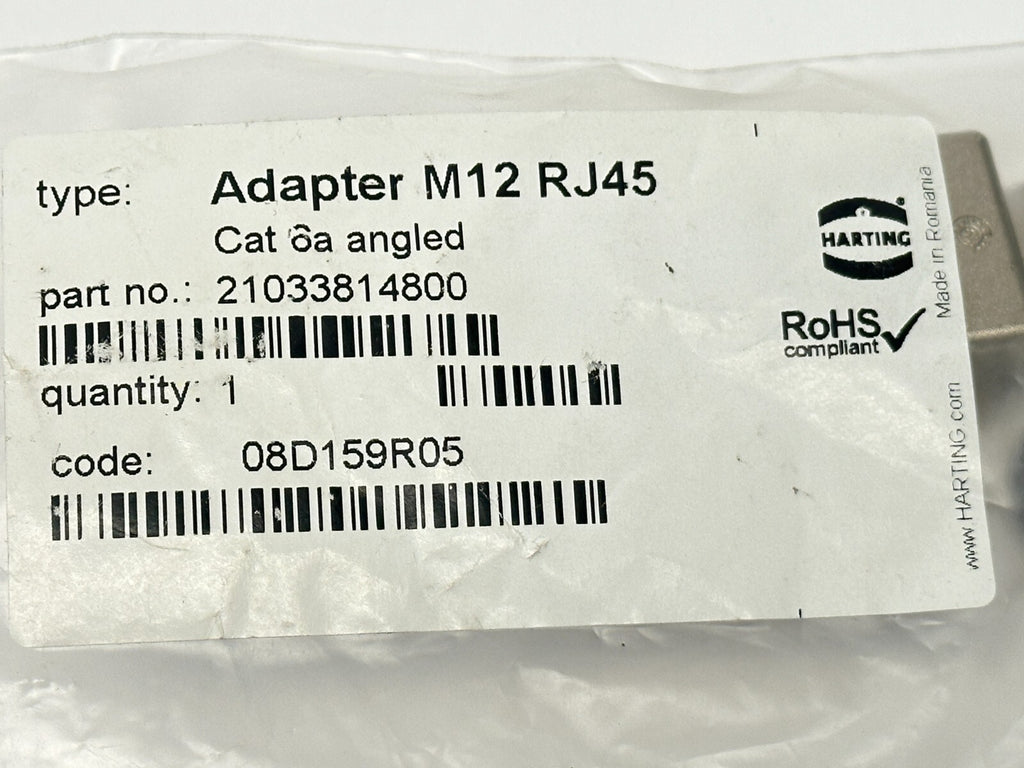 type: Adapter M12 RJ45
Cat 6a angled
part no.: 21033814800
quantity: 1
code: 08D159R05
HARTING
RoHS
compliant
Made in Romania
www.HARTING.com